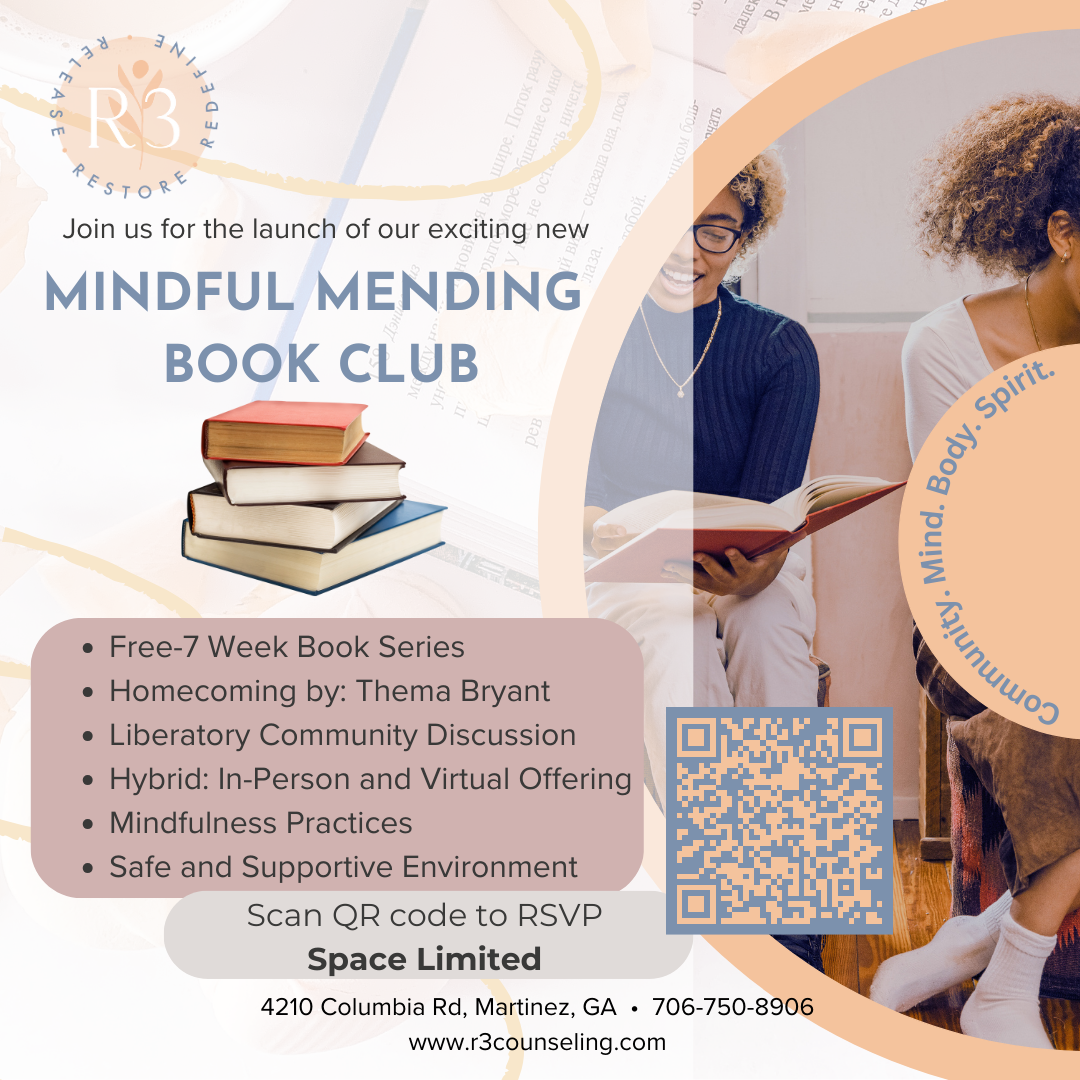 RELEASE · REDEFINE · RESTORE ·
R3
Join us for the launch of our exciting new
MINDFUL MENDING
BOOK CLUB
Community. Mind. Body. Spirit.
Free-7 Week Book Series
Homecoming by: Thema Bryant
Liberatory Community Discussion
Hybrid: In-Person and Virtual Offering
Mindfulness Practices
Safe and Supportive Environment
Scan QR code to RSVP
Space Limited
4210 Columbia Rd, Martinez, GA • 706-750-8906
www.r3counseling.com